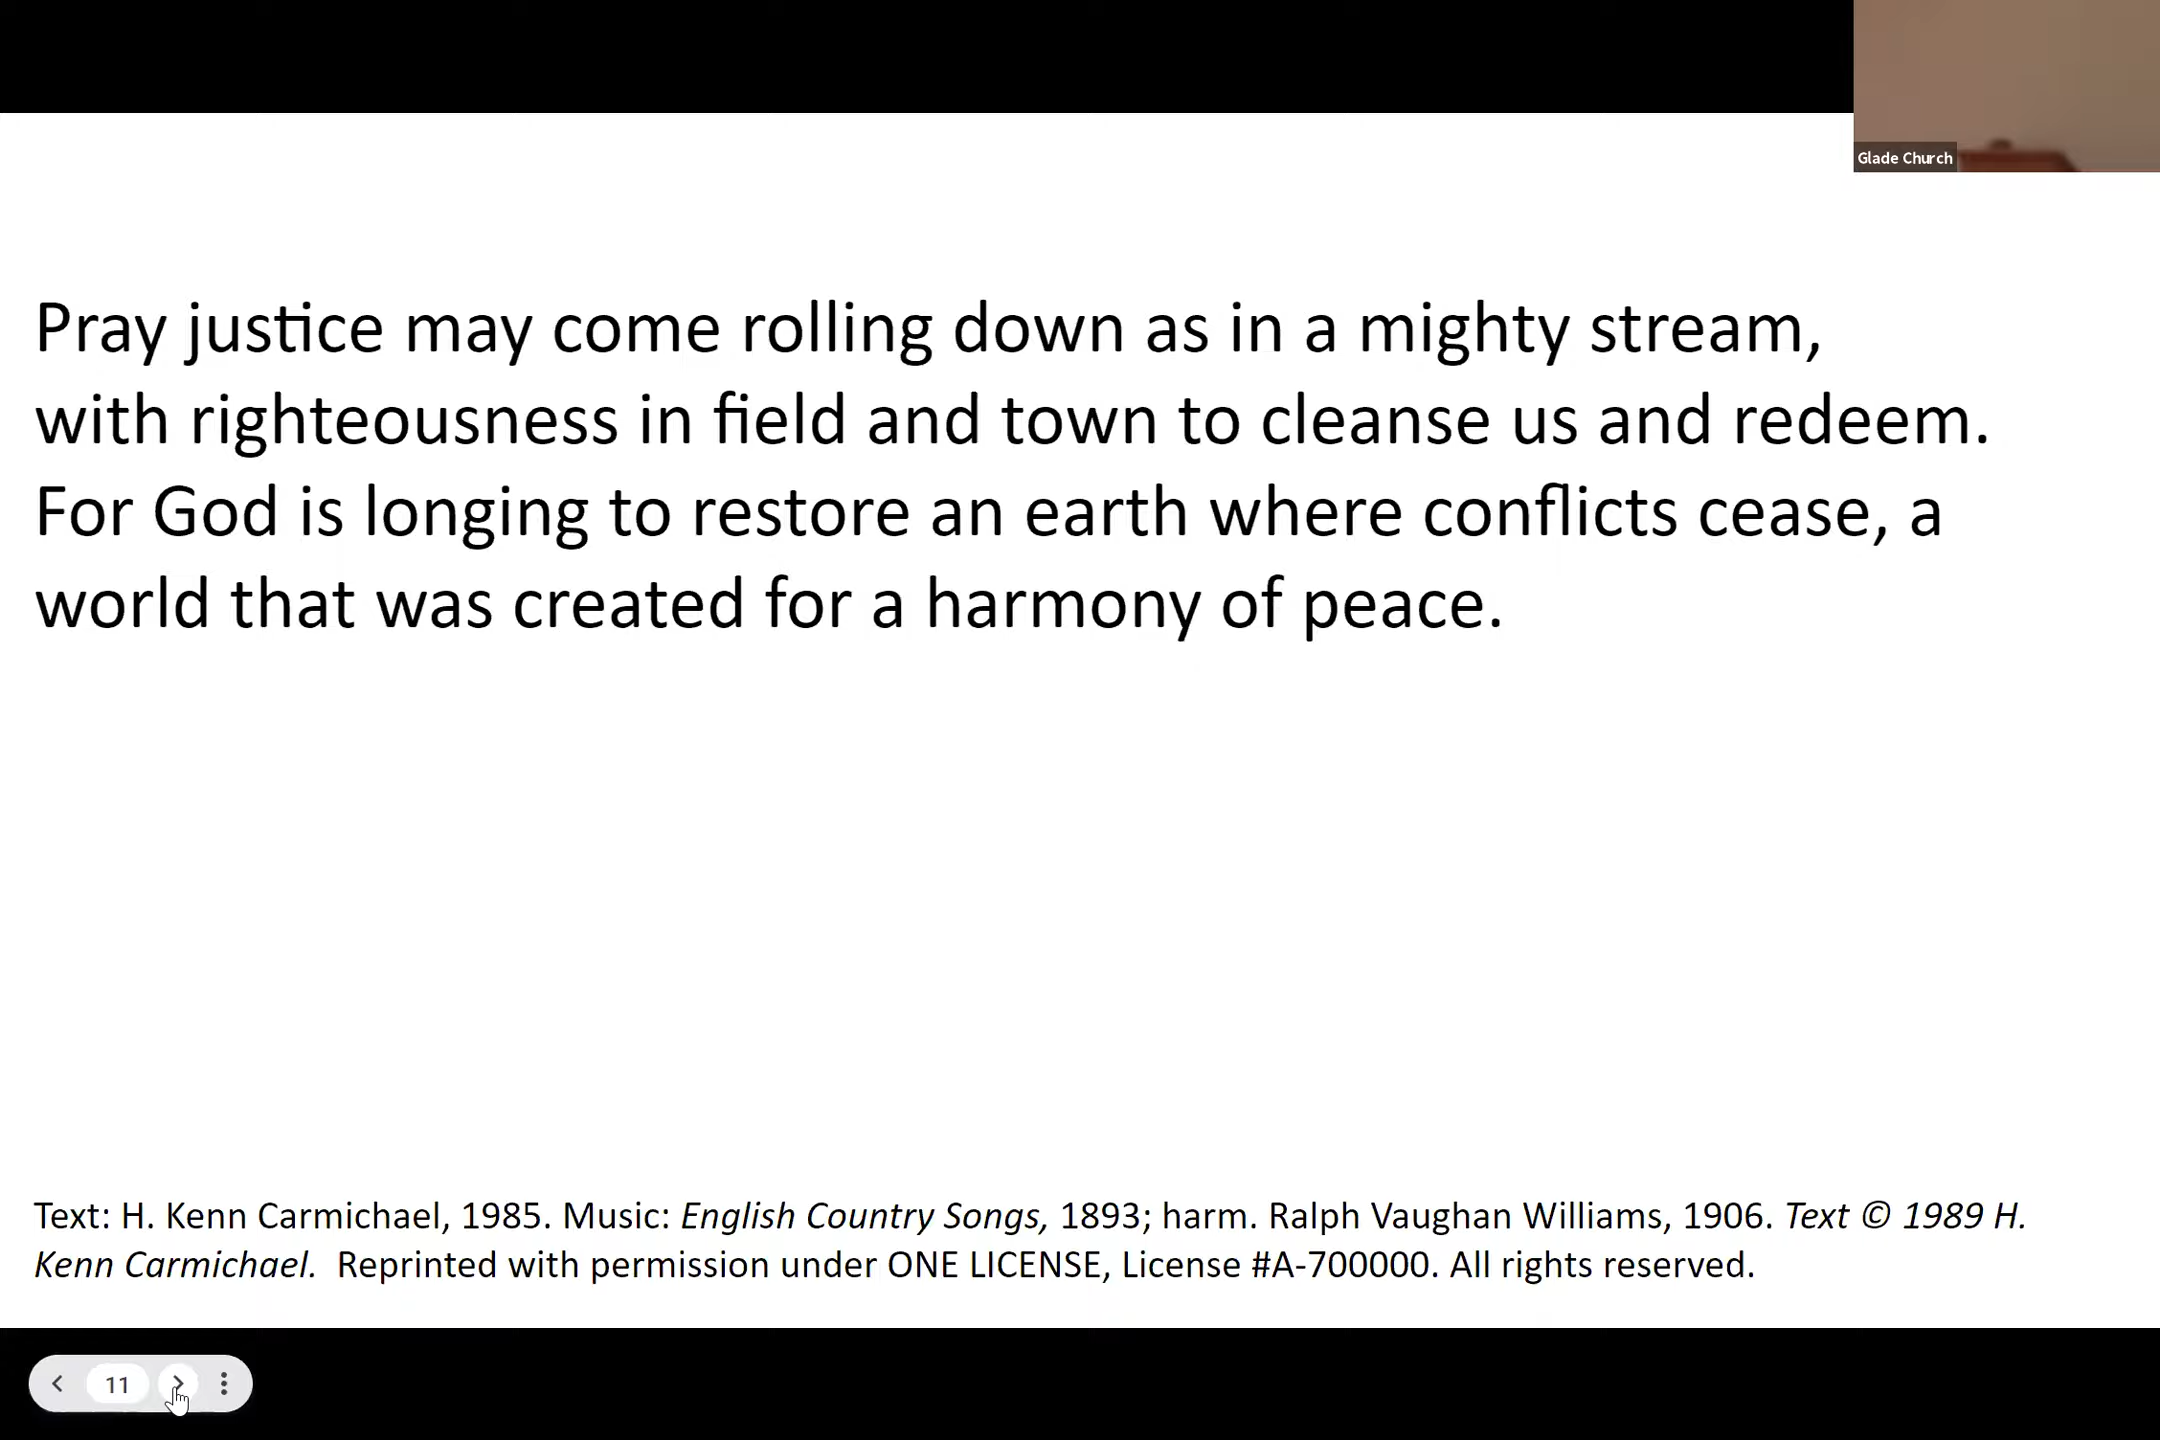 Glade Church
Pray justice may come rolling down as in a mighty stream,
with righteousness in field and town to cleanse us and redeem.
For God is longing to restore an earth where conflicts cease, a
world that was created for a harmony of peace.
Text: H. Kenn Carmichael, 1985. Music: English Country Songs, 1893; harm. Ralph Vaughan Williams, 1906. Text © 1989 H.
Kenn Carmichael.  Reprinted with permission under ONE LICENSE, License #A-700000. All rights reserved.
11